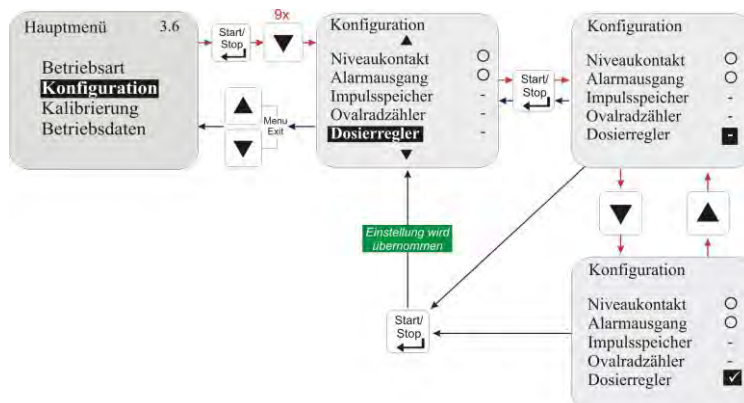 Hauptmenü 3.6
Betriebsart
Konfiguration
Kalibrierung
Betriebsdaten
Start/
Stop
9x
Menu
Exit
Konfiguration
Niveaukontakt
Alarmausgang
Impulsspeicher -
Ovalradzähler -
Dosierregler -
Start/
Stop
Konfiguration
Niveaukontakt
Alarmausgang
Impulsspeicher -
Ovalradzähler -
Dosierregler -
Einstellung wird
übernommen
Start/
Stop
Konfiguration
Niveaukontakt
Alarmausgang
Impulsspeicher -
Ovalradzähler -
Dosierregler ✓